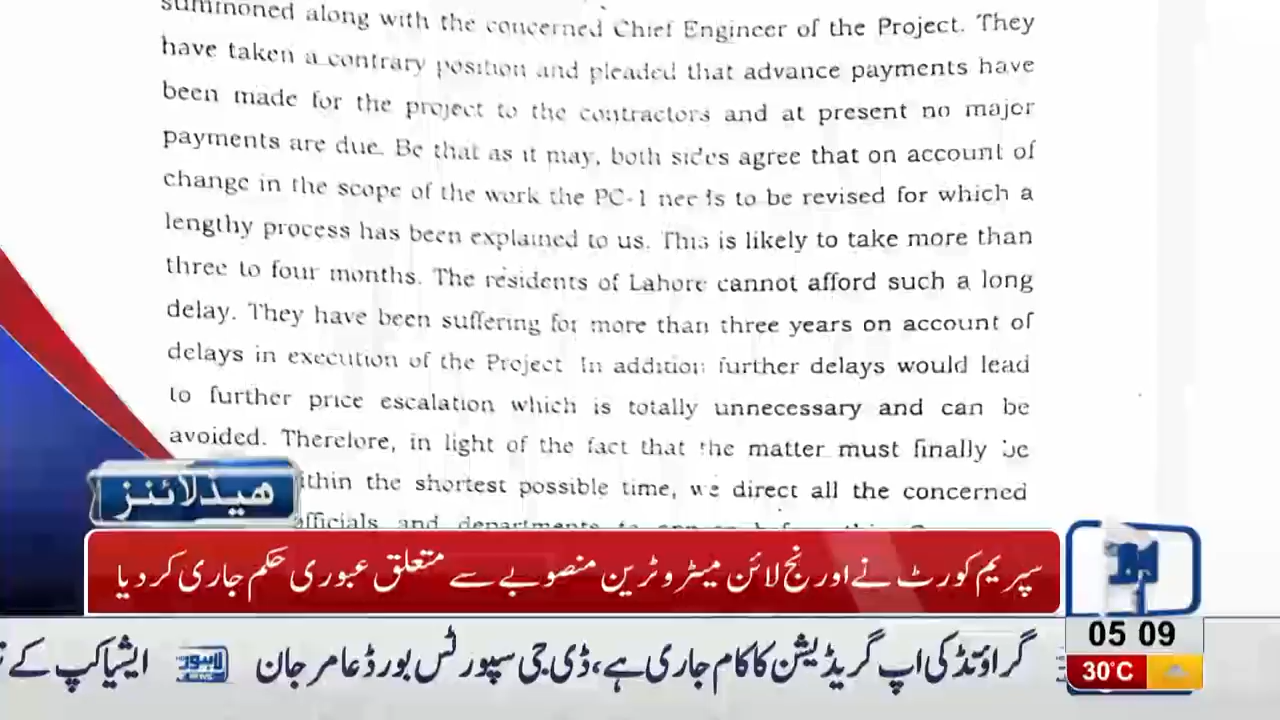 summoned along with the concerned Chief Engineer of the Project. They
have taken a contrary position and pleaded that advance payments have
been made for the project to the contractors and at present no major
payments are due. Be that as it may, both sides agree that on account of
change in the scope of the work the PC-1 needs to be revised for which a
lengthy process has been explained to us. This is likely to take more than
three to four months. The residents of Lahore cannot afford such a long
delay. They have been suffering for more than three years on account of
delays in execution of the Project. In addition further delays would lead
to further price escalation which is totally unnecessary and can be
avoided. Therefore, in light of the fact that the matter must finally be
within the shortest possible time, we direct all the concerned
officials and departments to
ھیڈلائنز
سپریم کورٹ نے اورنج لائن میٹرو ٹرین منصوبے سے متعلق عبوری حکم جاری کر دیا
گراؤنڈ کی اپ گریڈیشن کا کام جاری ہے، ڈی جی سپورٹس بورڈ عامر جان
لاہور
NEWS
ایشیا کپ کے
05 09
30°C